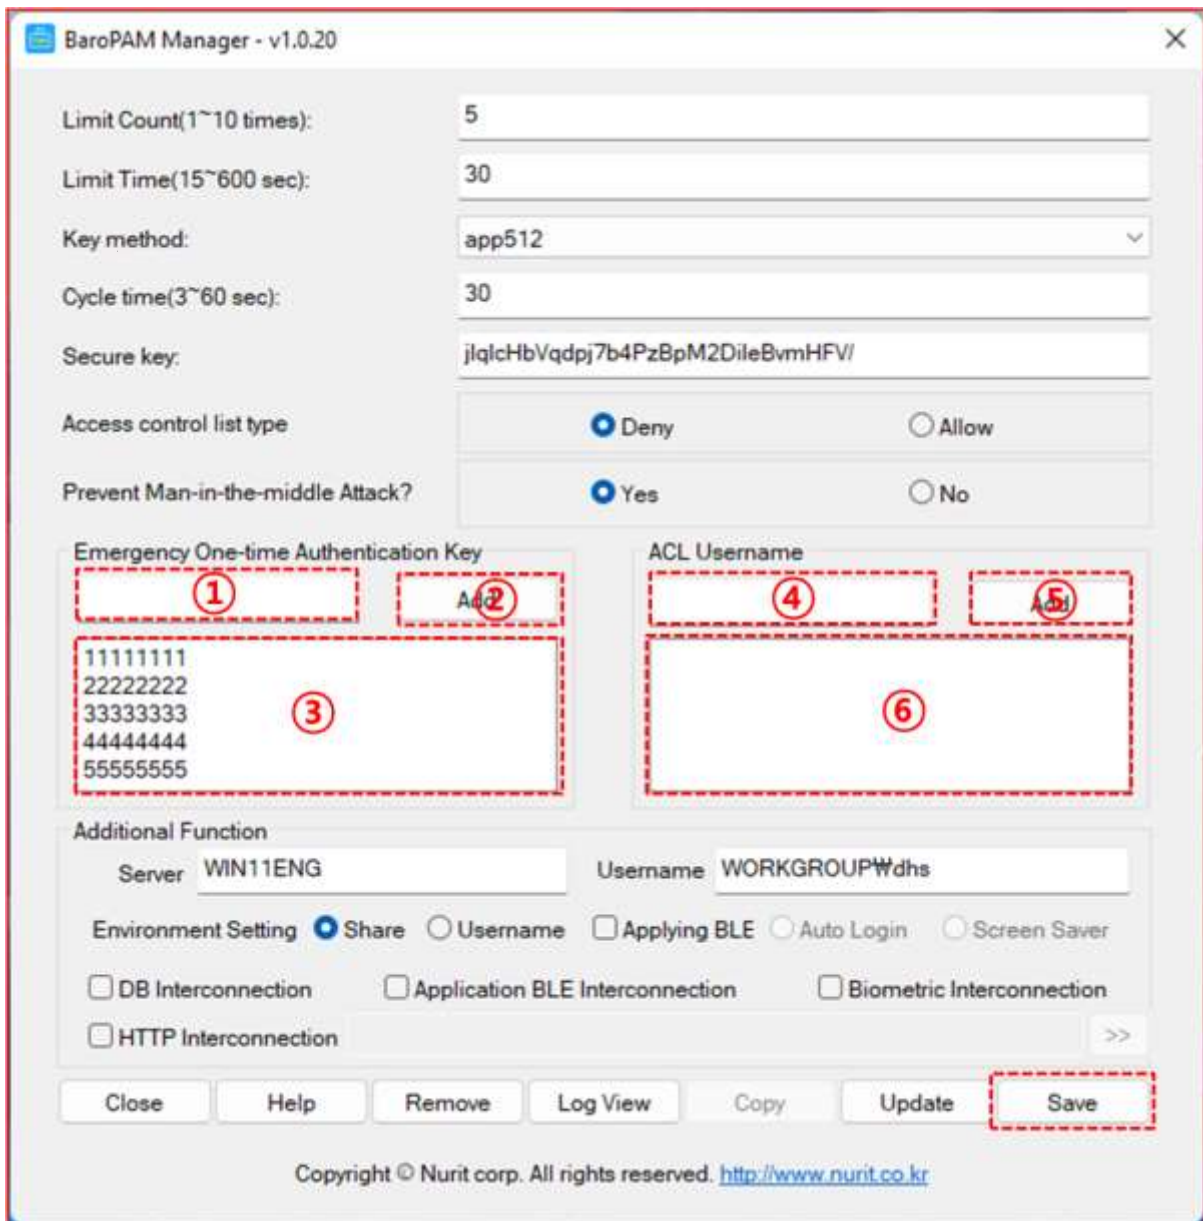 BaroPAM Manager - v1.0.20
Limit Count(1~10 times): 5
Limit Time(15~600 sec): 30
Key method: app512
Cycle time(3~60 sec): 30
Secure key: jIqIcHbVqdpj7b4PzBpM2DiIeBvmHFV/
Access control list type Deny Allow
Prevent Man-in-the-middle Attack? Yes No
Emergency One-time Authentication Key ACL Username
① Add ② ④ Add ⑤
11111111
22222222
33333333 ③ ⑥
44444444
55555555
Additional Function
Server WIN11ENG Username WORKGROUP₩dhs
Environment Setting Share Username Applying BLE Auto Login Screen Saver
DB Interconnection Application BLE Interconnection Biometric Interconnection
HTTP Interconnection >>
Close Help Remove Log View Copy Update Save
Copyright © Nurit corp. All rights reserved. http://www.nurit.co.kr